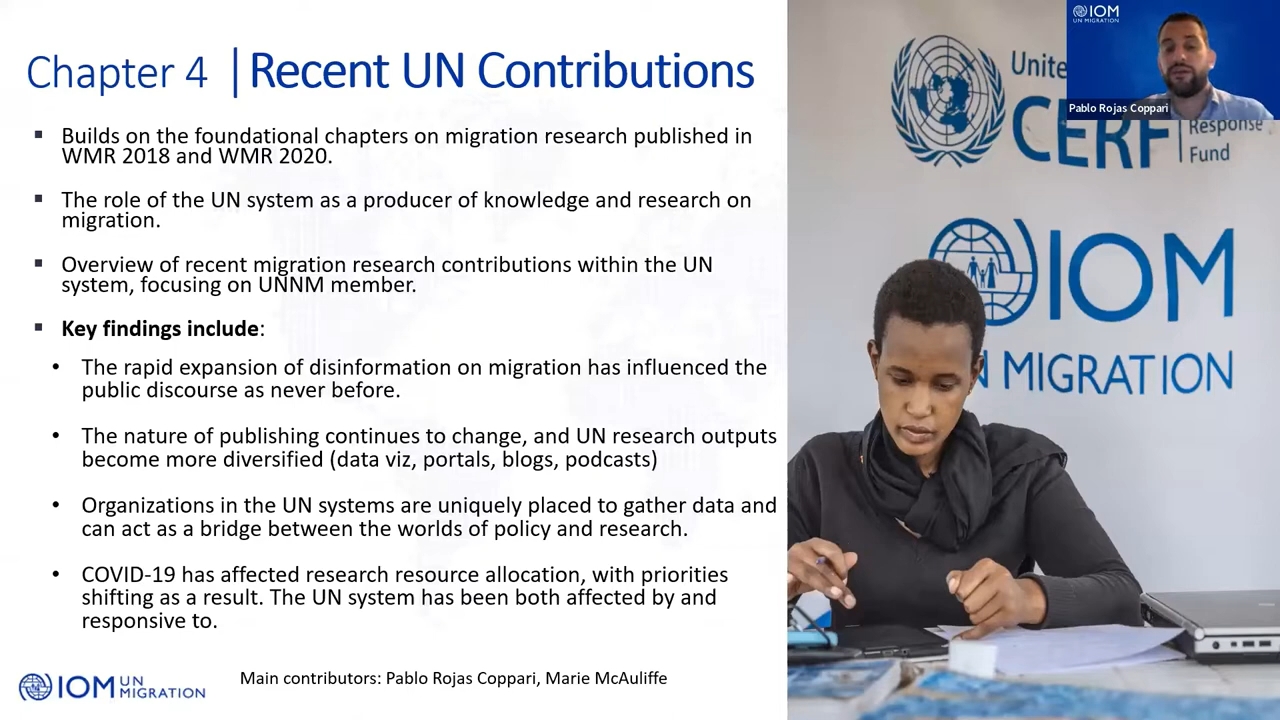 Chapter 4 | Recent UN Contributions
▪ Builds on the foundational chapters on migration research published in
WMR 2018 and WMR 2020.
▪ The role of the UN system as a producer of knowledge and research on
migration.
▪ Overview of recent migration research contributions within the UN
system, focusing on UNNM member.
▪ Key findings include:
• The rapid expansion of disinformation on migration has influenced the
public discourse as never before.
• The nature of publishing continues to change, and UN research outputs
become more diversified (data viz, portals, blogs, podcasts)
• Organizations in the UN systems are uniquely placed to gather data and
can act as a bridge between the worlds of policy and research.
• COVID-19 has affected research resource allocation, with priorities
shifting as a result. The UN system has been both affected by and
responsive to.
IOM UN
MIGRATION
Main contributors: Pablo Rojas Coppari, Marie McAuliffe
IOM
UN MIGRATION
Pablo Rojas Coppari
Unite
CERF
Response
Fund
IOM
N MIGRATION